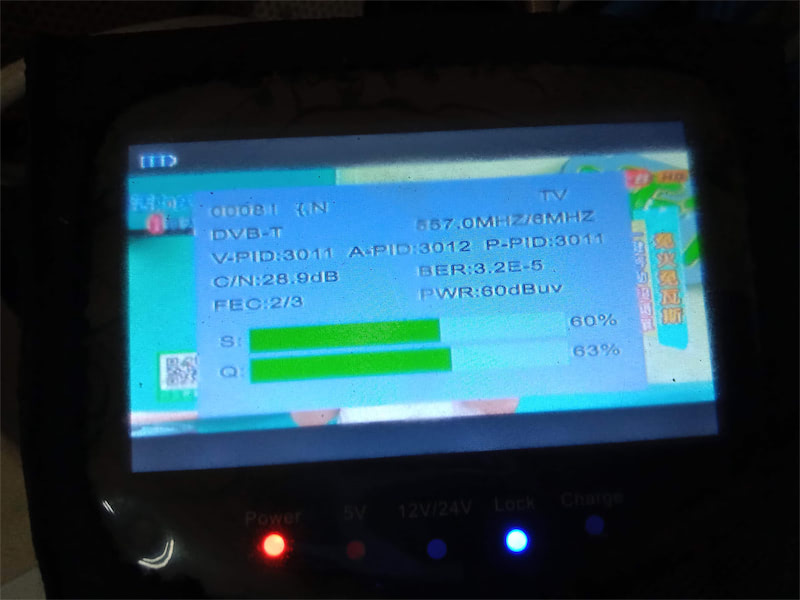 TV
DVB-T 557.0MHZ/6MHZ
V-PID:3011 A-PID:3012 P-PID:3011
C/N:28.9dB BER:3.2E-5
FEC:2/3 PWR:60dBuv
S: 60%
Q: 63%
Power 5V 12V/24V Lock Charge